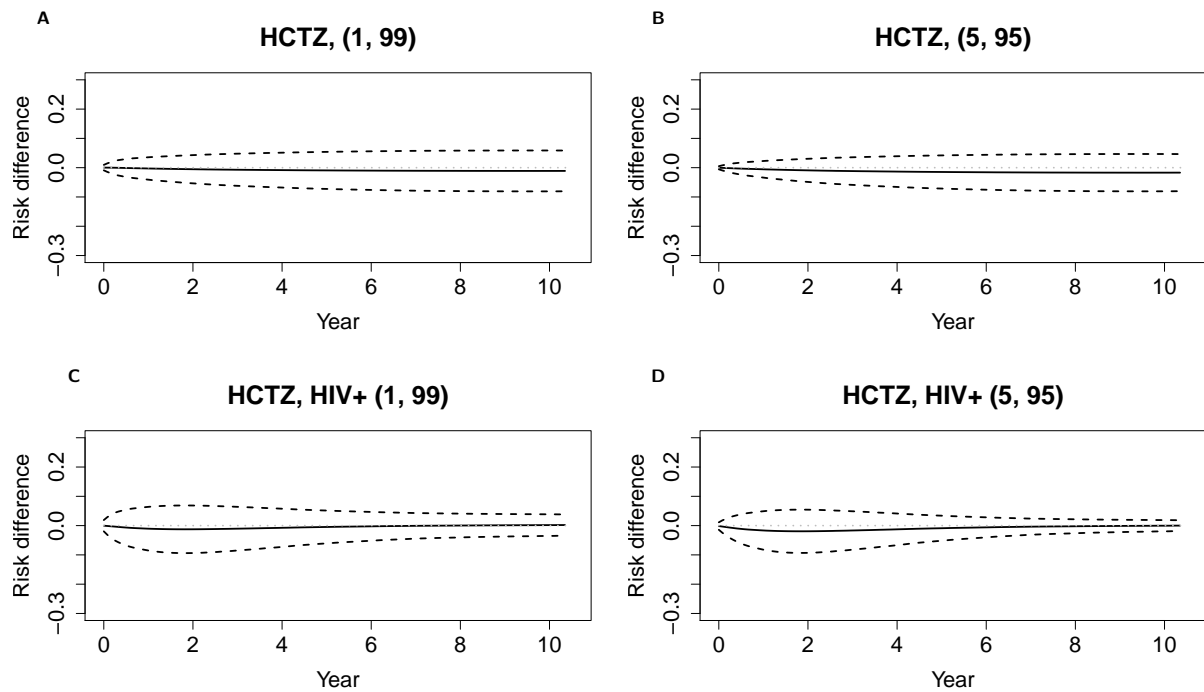 A
HCTZ, (1, 99)
Risk difference
−0.3
0.0
0.2
0 2 4 6 8 10
Year
B
HCTZ, (5, 95)
Risk difference
−0.3
0.0
0.2
0 2 4 6 8 10
Year
C
HCTZ, HIV+ (1, 99)
Risk difference
−0.3
0.0
0.2
0 2 4 6 8 10
Year
D
HCTZ, HIV+ (5, 95)
Risk difference
−0.3
0.0
0.2
0 2 4 6 8 10
Year